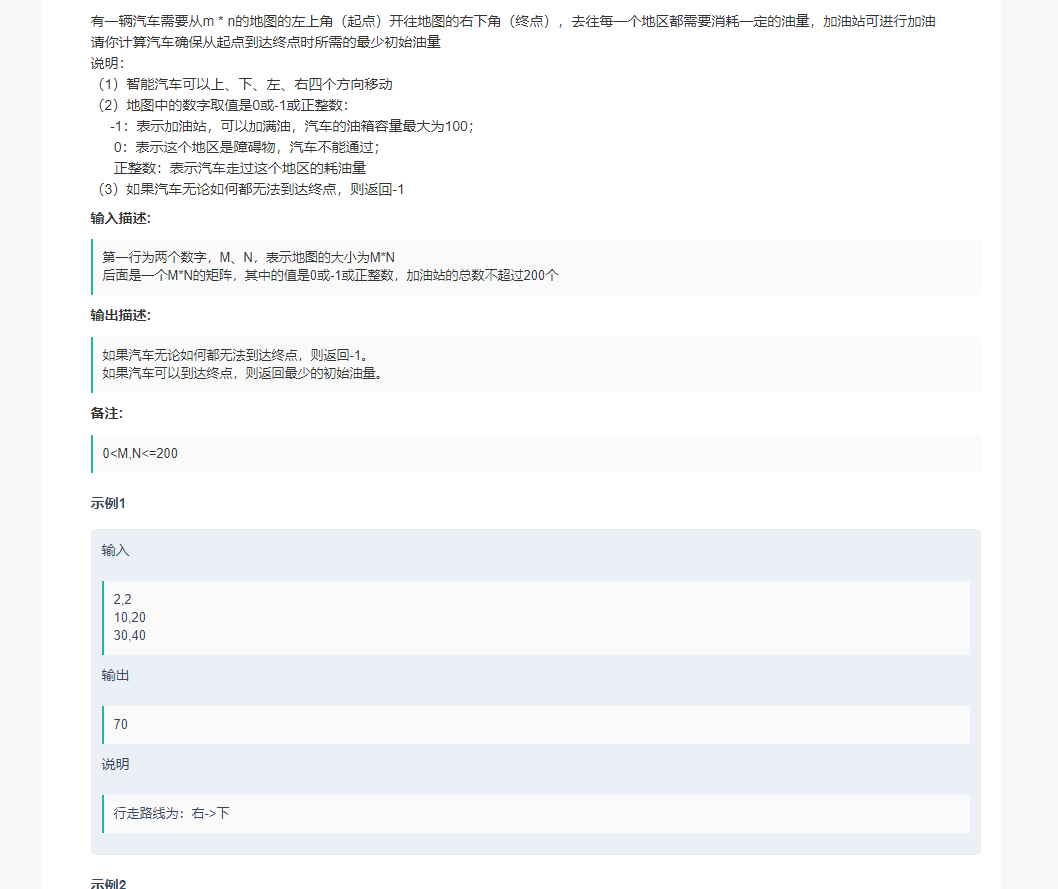 有一辆汽车需要从m * n的地图的左上角（起点）开往地图的右下角（终点），去往每一个地区都需要消耗一定的油量，加油站可进行加油
请你计算汽车确保从起点到达终点时所需的最少初始油量
说明：
（1）智能汽车可以上、下、左、右四个方向移动
（2）地图中的数字取值是0或-1或正整数：
-1：表示加油站，可以加满油，汽车的油箱容量最大为100；
0：表示这个地区是障碍物，汽车不能通过；
正整数：表示汽车走过这个地区的耗油量
（3）如果汽车无论如何都无法到达终点，则返回-1
输入描述:
第一行为两个数字，M、N，表示地图的大小为M*N
后面是一个M*N的矩阵，其中的值是0或-1或正整数，加油站的总数不超过200个
输出描述:
如果汽车无论如何都无法到达终点，则返回-1。
如果汽车可以到达终点，则返回最少的初始油量。
备注:
0<M,N<=200
示例1
输入
2,2
10,20
30,40
输出
70
说明
行走路线为：右->下
示例2